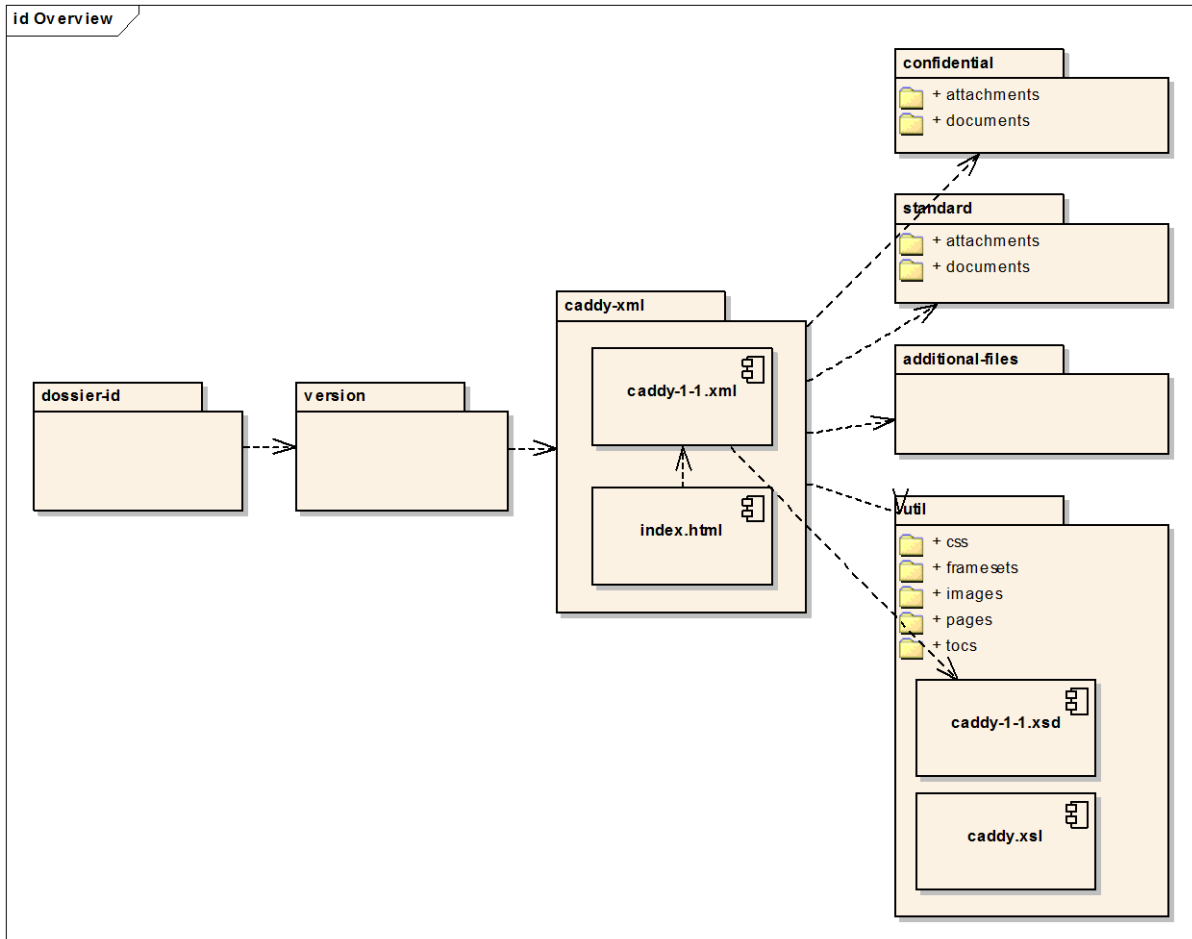 id Overview
confidential
+ attachments
+ documents
standard
+ attachments
+ documents
caddy-xml
caddy-1-1.xml
index.html
dossier-id
version
additional-files
util
+ css
+ framesets
+ images
+ pages
+ tocs
caddy-1-1.xsd
caddy.xsl